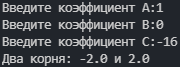 Введите коэффициент A:1
Введите коэффициент B:0
Введите коэффициент C:-16
Два корня: -2.0 и 2.0